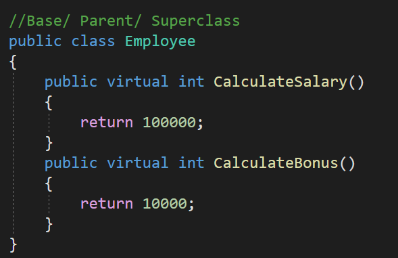 //Base/ Parent/ Superclass
public class Employee
{
    public virtual int CalculateSalary()
    {
        return 100000;
    }
    public virtual int CalculateBonus()
    {
        return 10000;
    }
}